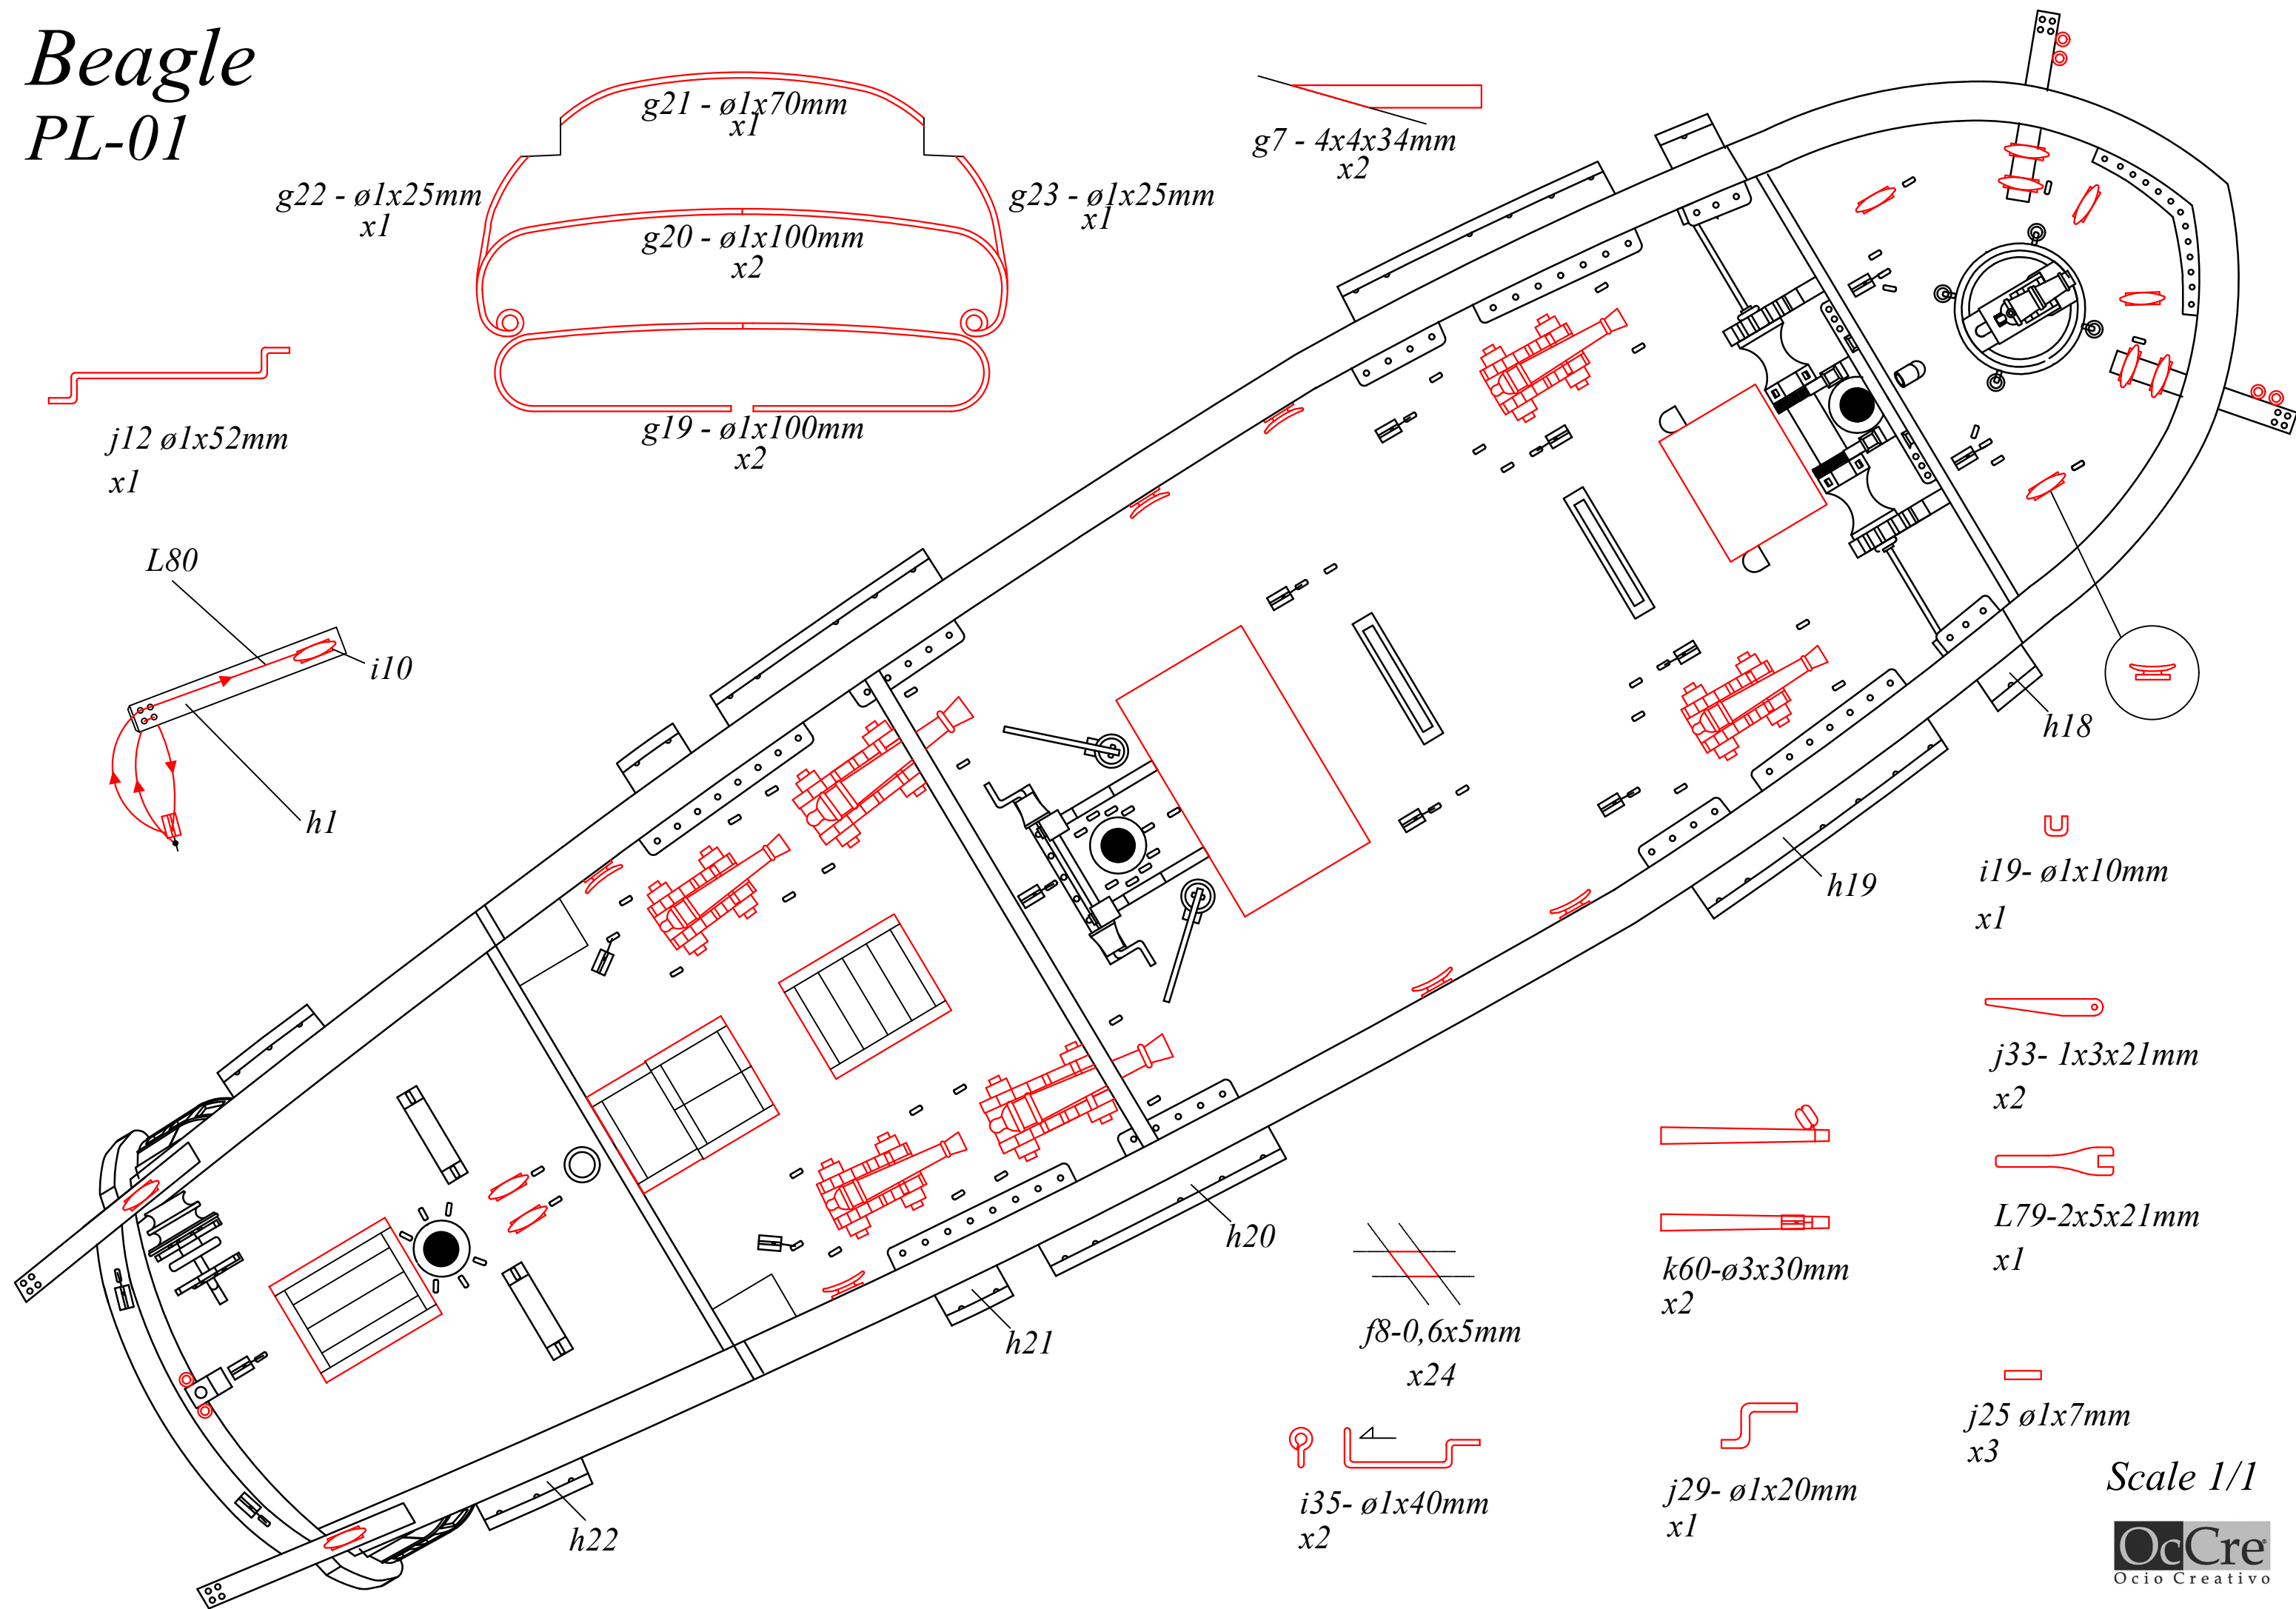 Beagle
PL-01
g21 - ø1x70mm
x1
g22 - ø1x25mm
x1
g23 - ø1x25mm
x1
g20 - ø1x100mm
x2
g19 - ø1x100mm
x2
g7 - 4x4x34mm
x2
j12 ø1x52mm
x1
L80
i10
h1
h18
h19
h20
h21
h22
i19- ø1x10mm
x1
j33- 1x3x21mm
x2
L79-2x5x21mm
x1
k60-ø3x30mm
x2
f8-0,6x5mm
x24
i35- ø1x40mm
x2
j29- ø1x20mm
x1
j25 ø1x7mm
x3
Scale 1/1
OcCre®
Ocio Creativo